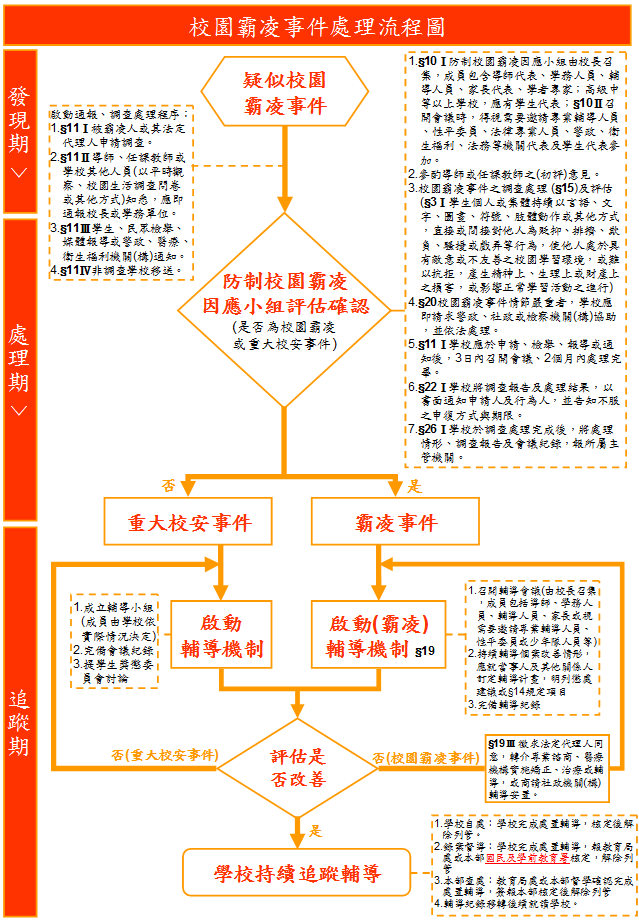 校園霸凌事件處理流程圖
發現期
處理期
追蹤期
疑似校園
霸凌事件
啟動通報、調查處理程序：
1.§11Ⅰ被霸凌人或其法定
代理人申請調查。
2.§11Ⅱ導師、任課教師或
學校其他人員(以平時觀
察、校園生活調查問卷
或其他方式)知悉，應即
通報校長或學務單位。
3.§11Ⅲ學生、民眾檢舉、
媒體報導或警政、醫療、
衛生福利機關(構)通知。
4.§11Ⅳ非調查學校移送。
1.§10Ⅰ防制校園霸凌因應小組由校長召
集，成員包含導師代表、學務人員、輔
導人員、家長代表、學者專家；高級中
等以上學校，應有學生代表；§10Ⅱ召
開會議時，得視需要邀請專業輔導人員
、性平委員、法律專業人員、警政、衛
生福利、法務等機關代表及學生代表參
加。
2.參酌導師或任課教師之(初評)意見。
3.校園霸凌事件之調查處理(§15)及評估
(§3Ⅰ學生個人或集體持續以言語、文
字、圖畫、符號、肢體動作或其他方式
，直接或間接對他人為貶抑、排擠、欺
負、騷擾或戲弄等行為，使他人處於具
有敵意或不友善之校園學習環境，或難
以抗拒，產生精神上、生理上或財產上
之損害，或影響正常學習活動之進行)
4.§20校園霸凌事件情節嚴重者，學校應
即請求警政、社政或檢察機關(構)協助
，並依法處理。
5.§11Ⅰ學校應於申請、檢舉、報導或通
知後，3日內召開會議、2個月內處理完
畢。
6.§22Ⅰ學校將調查報告及處理結果，以
書面通知申請人及行為人，並告知不服
之申復方式與期限。
7.§26Ⅰ學校於調查處理完成後，將處理
情形、調查報告及會議紀錄，報所屬主
管機關。
防制校園霸凌
因應小組評估確認
(是否為校園霸凌
或重大校安事件)
否
是
重大校安事件
霸凌事件
1.成立輔導小組
(成員由學校依
實際情況決定)
2.完備會議紀錄
3.提學生獎懲委
員會討論
啟動
輔導機制
啟動(霸凌)
輔導機制 §19
1.召開輔導會議(由校長召集
，成員包括導師、學務人
員、輔導人員、家長或視
需要邀請專業輔導人員、
性平委員或少年隊人員等)
2.持續輔導個案改善情形，
應就當事人及其他關係人
訂定輔導計畫，明列懲處
建議或§14規定項目
3.完備輔導紀錄
否(重大校安事件)
評估是
否改善
否(校園霸凌事件)
§19Ⅲ 徵求法定代理人同
意，轉介專業諮商、醫療
機構實施矯正、治療或輔
導，或商請社政機關(構)
輔導安置。
是
學校持續追蹤輔導
1.學校自處：學校完成處置輔導，核定後解
除列管。
2.錄案督導：學校完成處置輔導，報教育局
處或本部國民及學前教育署核定，解除列
管
3.本部查處：教育局處或本部督學確認完成
處置輔導，簽報本部核定後解除列管
4.輔導紀錄移轉後續就讀學校。